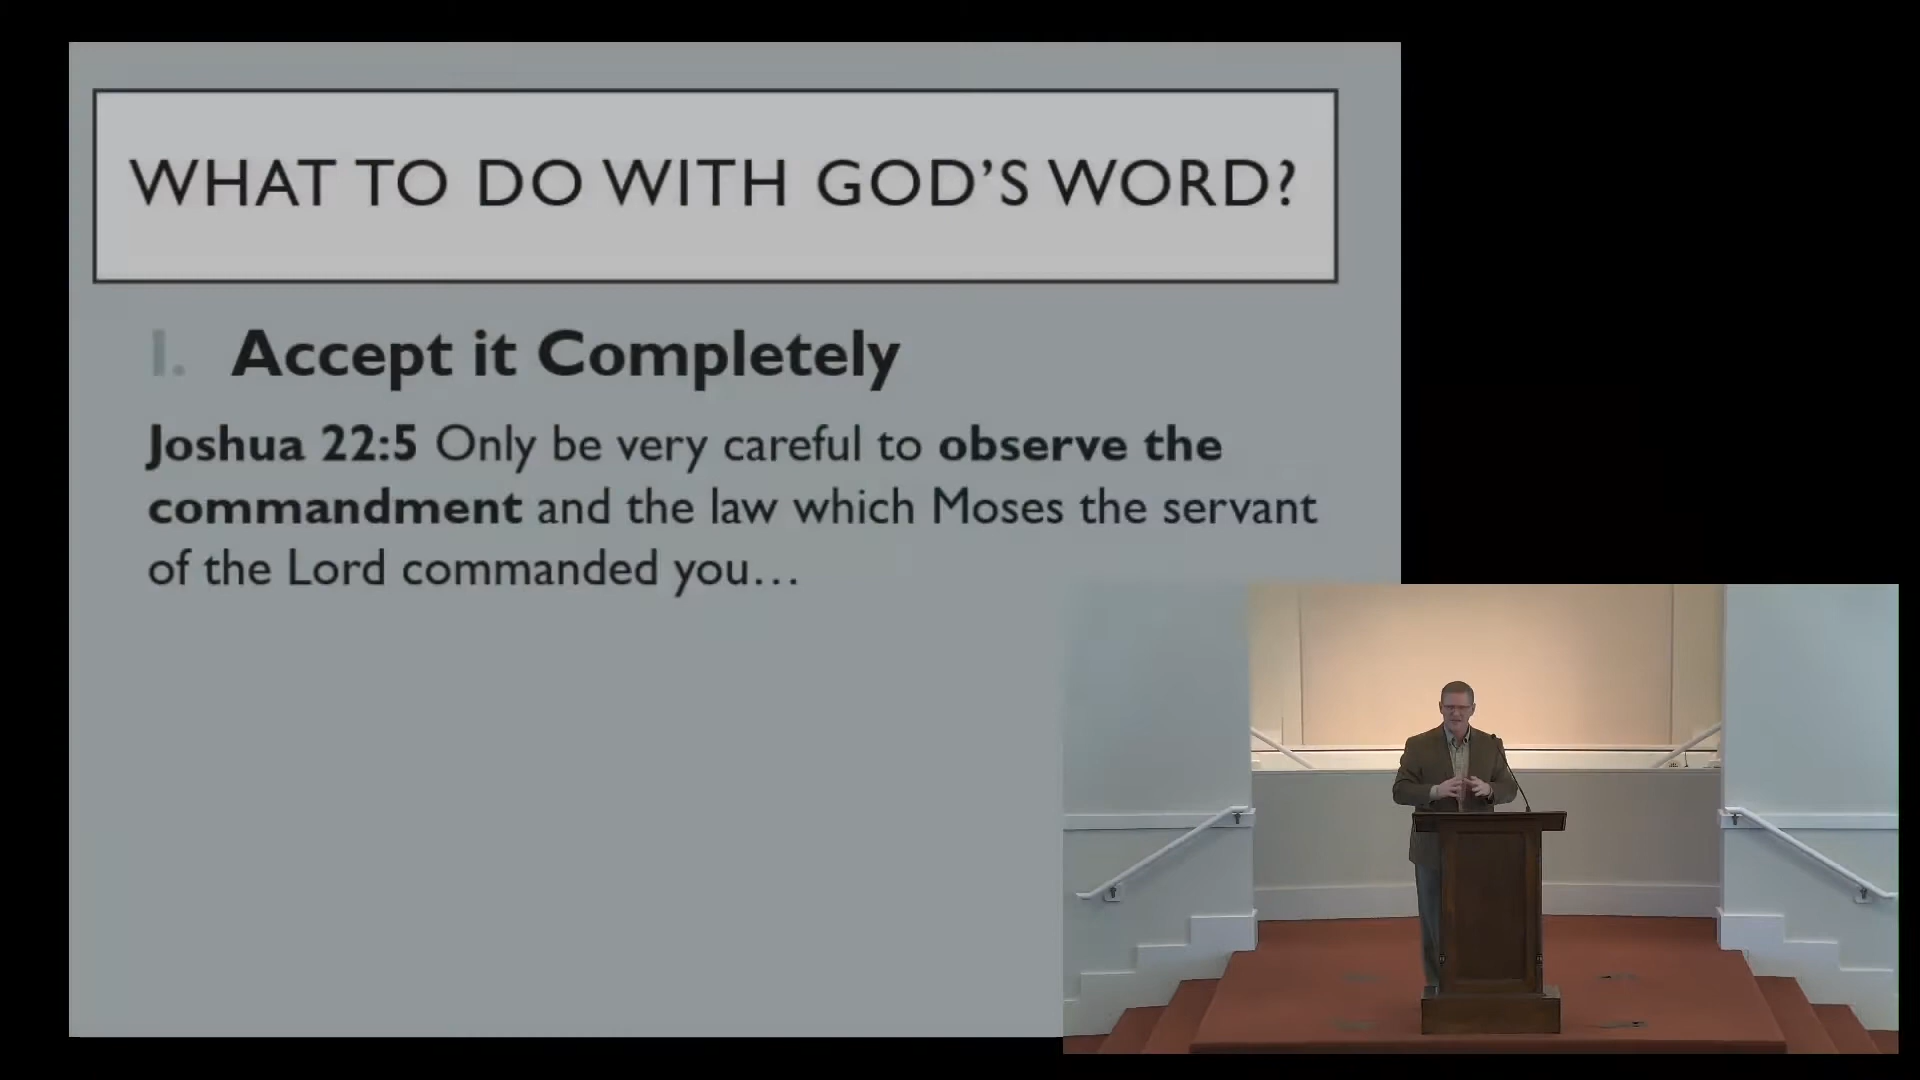 WHAT TO DO WITH GOD'S WORD?
I. Accept it Completely
Joshua 22:5 Only be very careful to observe the
commandment and the law which Moses the servant
of the Lord commanded you…